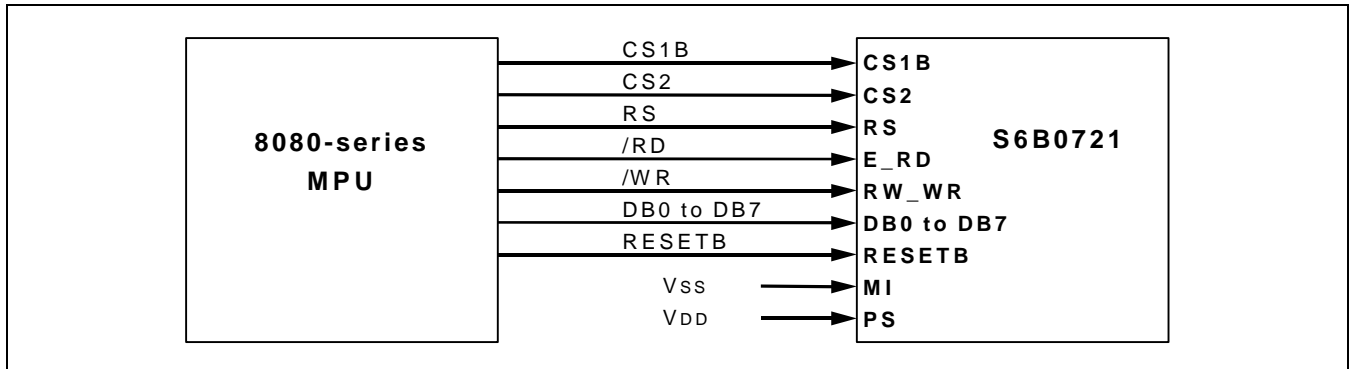 8080-series
MPU
CS1B
CS2
RS
/RD
/WR
DB0 to DB7
RESETB
VSS
VDD
CS1B
CS2
RS
E_RD
RW_WR
DB0 to DB7
RESETB
MI
PS
S6B0721